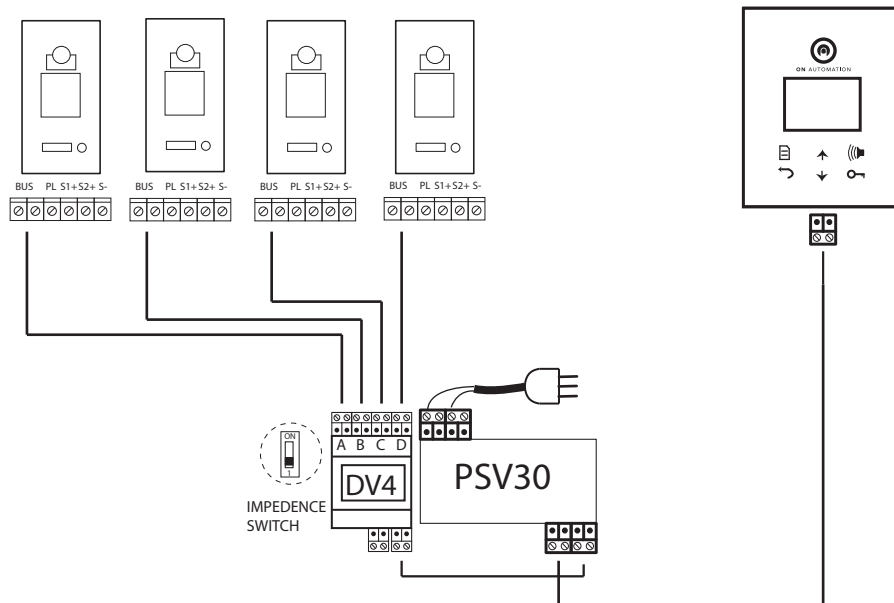 ON AUTOMATION
BUS PL S1+ S2+ S-
BUS PL S1+ S2+ S-
BUS PL S1+ S2+ S-
BUS PL S1+ S2+ S-
ON
1
IMPEDENCE
SWITCH
A B C D
DV4
PSV30